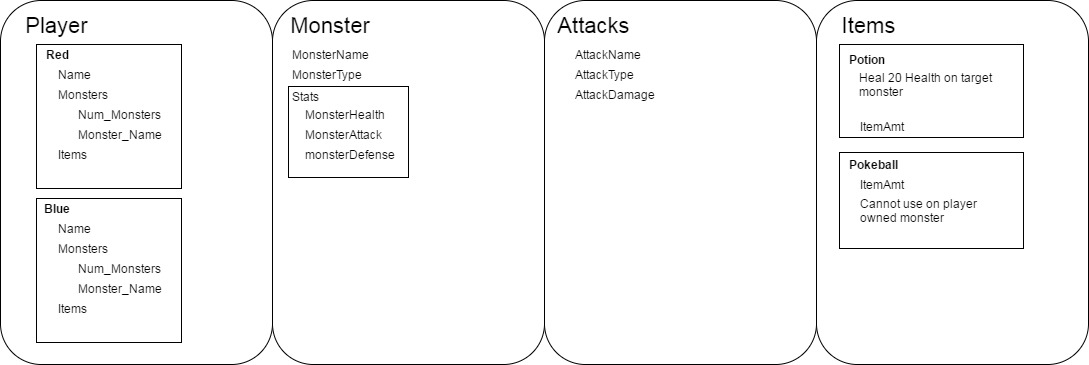 Player
Red
Name
Monsters
Num_Monsters
Monster_Name
Items
Blue
Name
Monsters
Num_Monsters
Monster_Name
Items
Monster
MonsterName
MonsterType
Stats
MonsterHealth
MonsterAttack
monsterDefense
Attacks
AttackName
AttackType
AttackDamage
Items
Potion
Heal 20 Health on target
monster
ItemAmt
Pokeball
ItemAmt
Cannot use on player
owned monster